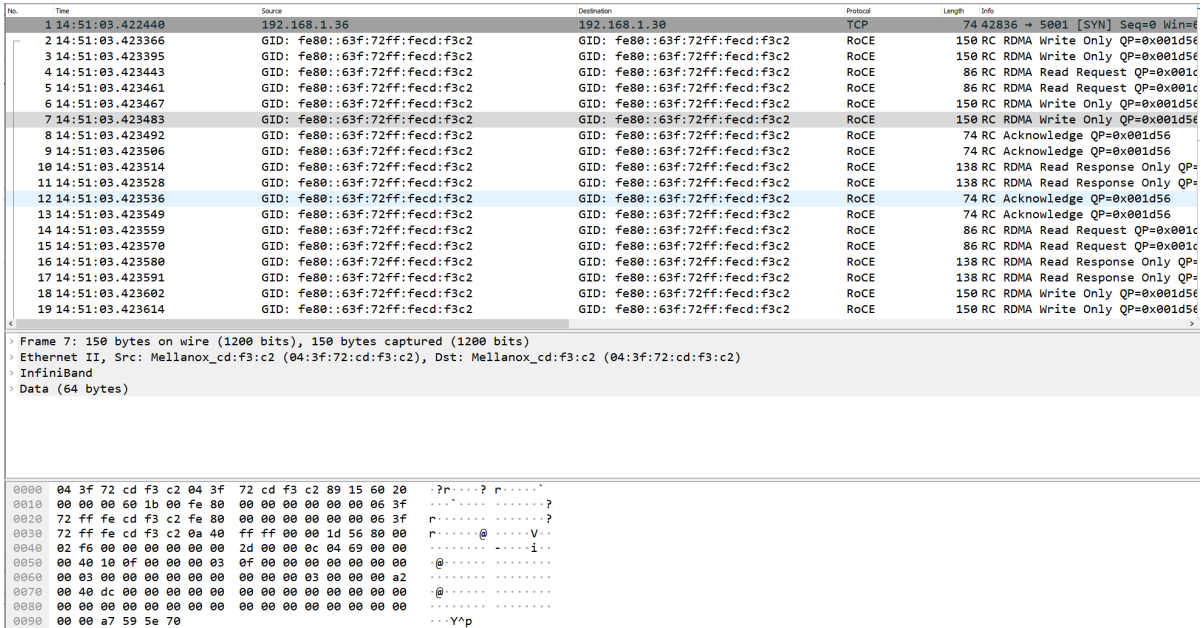 No. Time Source Destination Protocol Length Info
1 14:51:03.422440 192.168.1.36 192.168.1.30 TCP 74 42836 → 5001 [SYN] Seq=0 Win=6
2 14:51:03.423366 GID: fe80::63f:72ff:fecd:f3c2 GID: fe80::63f:72ff:fecd:f3c2 RoCE 150 RC RDMA Write Only QP=0x001d56
3 14:51:03.423395 GID: fe80::63f:72ff:fecd:f3c2 GID: fe80::63f:72ff:fecd:f3c2 RoCE 150 RC RDMA Write Only QP=0x001d56
4 14:51:03.423443 GID: fe80::63f:72ff:fecd:f3c2 GID: fe80::63f:72ff:fecd:f3c2 RoCE 86 RC RDMA Read Request QP=0x001d
5 14:51:03.423461 GID: fe80::63f:72ff:fecd:f3c2 GID: fe80::63f:72ff:fecd:f3c2 RoCE 86 RC RDMA Read Request QP=0x001d
6 14:51:03.423467 GID: fe80::63f:72ff:fecd:f3c2 GID: fe80::63f:72ff:fecd:f3c2 RoCE 150 RC RDMA Write Only QP=0x001d56
7 14:51:03.423483 GID: fe80::63f:72ff:fecd:f3c2 GID: fe80::63f:72ff:fecd:f3c2 RoCE 150 RC RDMA Write Only QP=0x001d56
8 14:51:03.423492 GID: fe80::63f:72ff:fecd:f3c2 GID: fe80::63f:72ff:fecd:f3c2 RoCE 74 RC Acknowledge QP=0x001d56
9 14:51:03.423506 GID: fe80::63f:72ff:fecd:f3c2 GID: fe80::63f:72ff:fecd:f3c2 RoCE 74 RC Acknowledge QP=0x001d56
10 14:51:03.423514 GID: fe80::63f:72ff:fecd:f3c2 GID: fe80::63f:72ff:fecd:f3c2 RoCE 138 RC RDMA Read Response Only QP=
11 14:51:03.423528 GID: fe80::63f:72ff:fecd:f3c2 GID: fe80::63f:72ff:fecd:f3c2 RoCE 138 RC RDMA Read Response Only QP=
12 14:51:03.423536 GID: fe80::63f:72ff:fecd:f3c2 GID: fe80::63f:72ff:fecd:f3c2 RoCE 74 RC Acknowledge QP=0x001d56
13 14:51:03.423549 GID: fe80::63f:72ff:fecd:f3c2 GID: fe80::63f:72ff:fecd:f3c2 RoCE 74 RC Acknowledge QP=0x001d56
14 14:51:03.423559 GID: fe80::63f:72ff:fecd:f3c2 GID: fe80::63f:72ff:fecd:f3c2 RoCE 86 RC RDMA Read Request QP=0x001d
15 14:51:03.423570 GID: fe80::63f:72ff:fecd:f3c2 GID: fe80::63f:72ff:fecd:f3c2 RoCE 86 RC RDMA Read Request QP=0x001d
16 14:51:03.423580 GID: fe80::63f:72ff:fecd:f3c2 GID: fe80::63f:72ff:fecd:f3c2 RoCE 138 RC RDMA Read Response Only QP=
17 14:51:03.423591 GID: fe80::63f:72ff:fecd:f3c2 GID: fe80::63f:72ff:fecd:f3c2 RoCE 138 RC RDMA Read Response Only QP=
18 14:51:03.423602 GID: fe80::63f:72ff:fecd:f3c2 GID: fe80::63f:72ff:fecd:f3c2 RoCE 150 RC RDMA Write Only QP=0x001d56
19 14:51:03.423614 GID: fe80::63f:72ff:fecd:f3c2 GID: fe80::63f:72ff:fecd:f3c2 RoCE 150 RC RDMA Write Only QP=0x001d56
Frame 7: 150 bytes on wire (1200 bits), 150 bytes captured (1200 bits)
Ethernet II, Src: Mellanox_cd:f3:c2 (04:3f:72:cd:f3:c2), Dst: Mellanox_cd:f3:c2 (04:3f:72:cd:f3:c2)
InfiniBand
Data (64 bytes)
0000 04 3f 72 cd f3 c2 04 3f 72 cd f3 c2 89 15 60 20 ·?r····? r·····`
0010 00 00 00 60 1b 00 fe 80 00 00 00 00 00 00 06 3f ···`···· ·······?
0020 72 ff fe cd f3 c2 fe 80 00 00 00 00 00 00 06 3f r······· ·······?
0030 72 ff fe cd f3 c2 0a 40 ff ff 00 00 1d 56 80 00 r······@ ·····V··
0040 02 f6 00 00 00 00 00 00 2d 00 00 0c 04 69 00 00 ········ -····i··
0050 00 40 10 0f 00 00 00 03 0f 00 00 00 00 00 00 00 ·@······ ········
0060 00 03 00 00 00 00 00 00 00 00 00 03 00 00 00 a2 ········ ········
0070 00 40 dc 00 00 00 00 00 00 00 00 00 00 00 00 00 ·@······ ········
0080 00 00 00 00 00 00 00 00 00 00 00 00 00 00 00 00 ········ ········
0090 00 00 a7 59 5e 70 ···Y^p